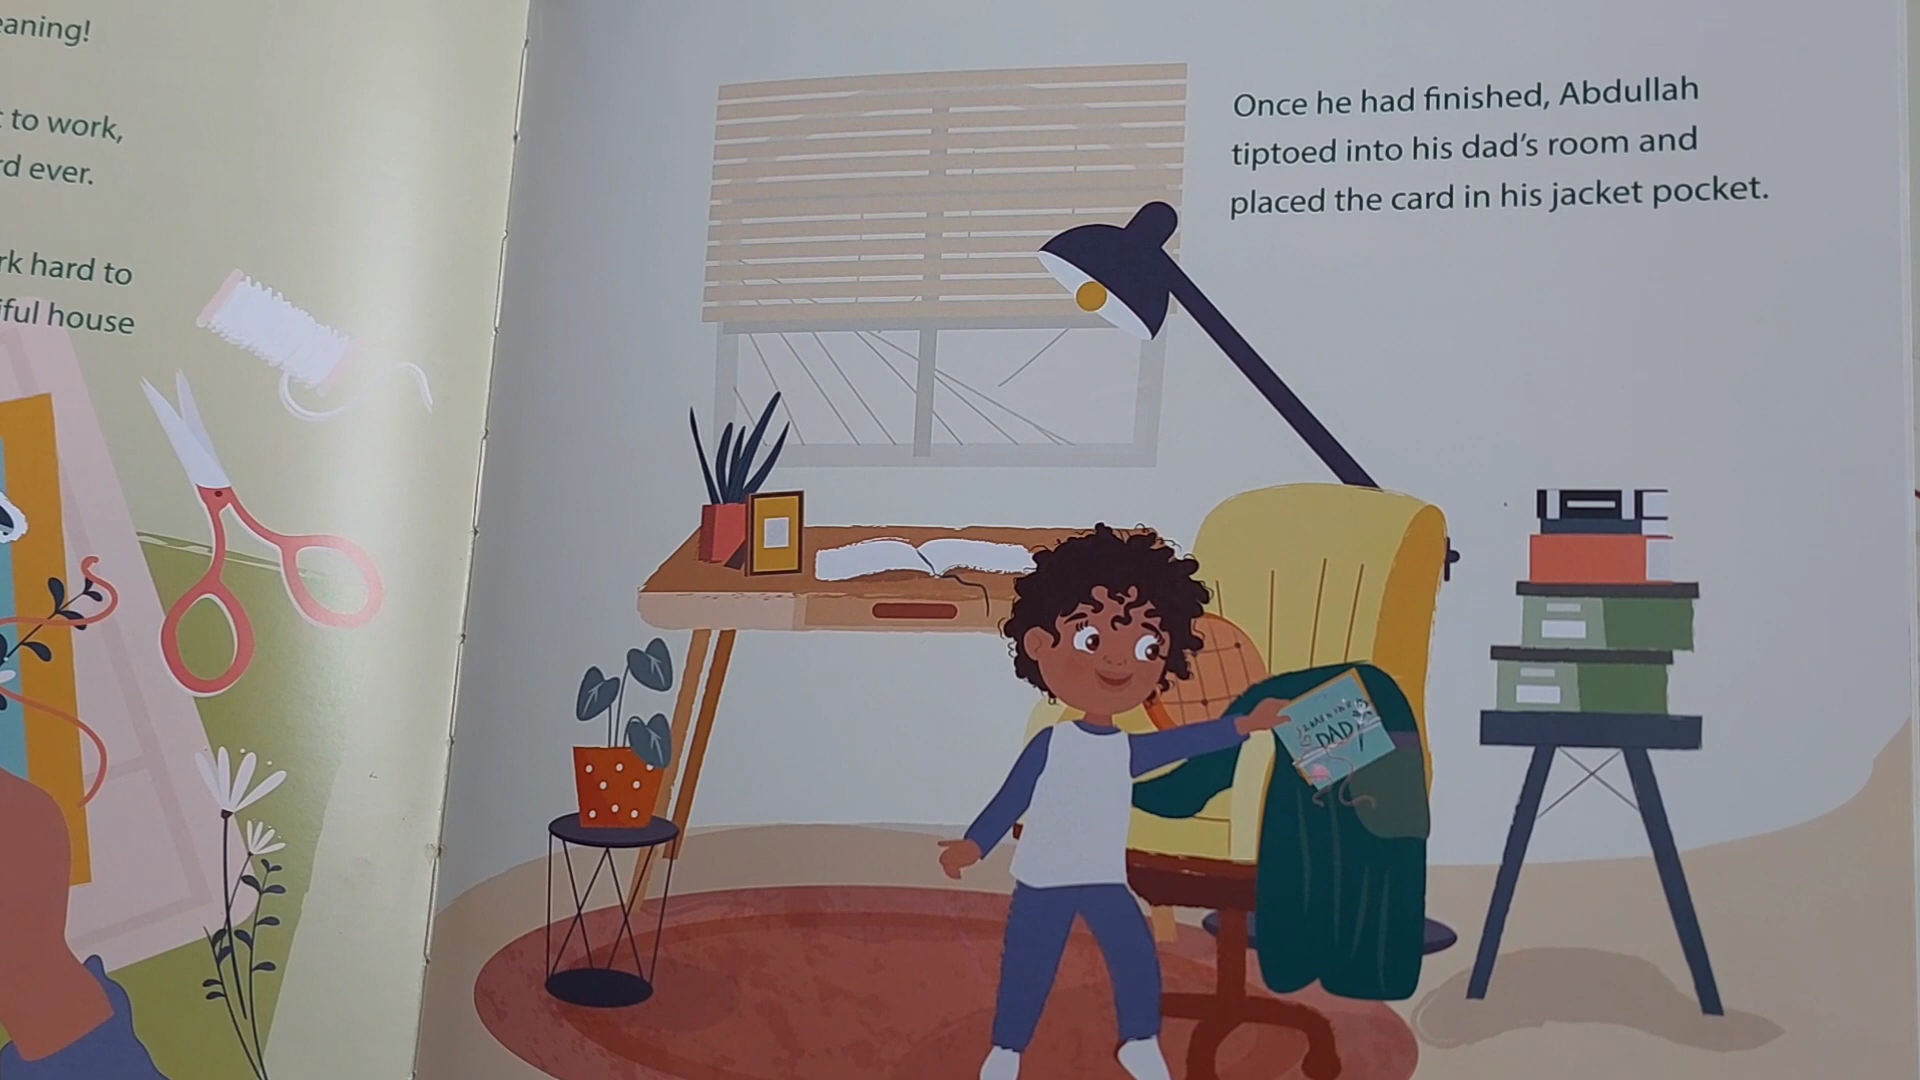 eaning!
to work,
rd ever.
rk hard to
iful house
Once he had finished, Abdullah
tiptoed into his dad's room and
placed the card in his jacket pocket.
DAD